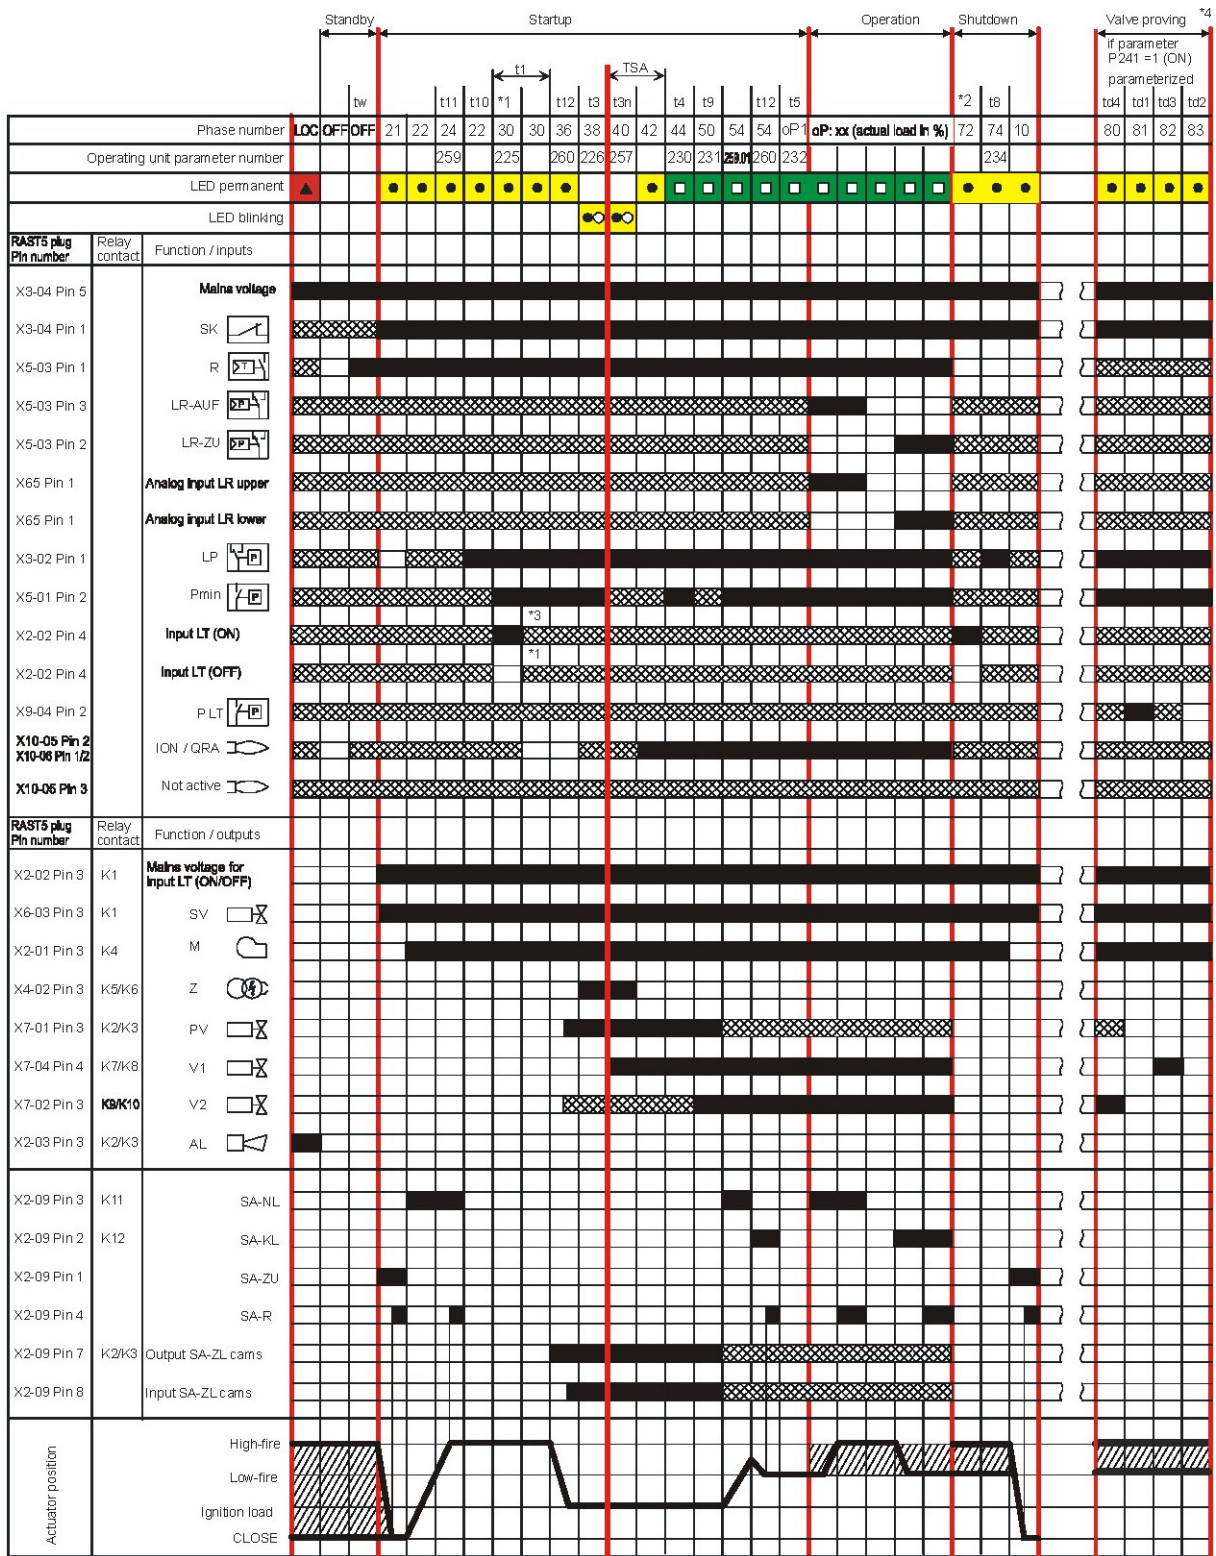 Standby Startup Operation Shutdown Valve proving *4
if parameter
P241 =1 (ON)
parameterized
t1 TSA
tw t11 t10 *1 t12 t3 t3n t4 t9 t12 t5 *2 t8 td4 td1 td3 td2
Phase number LOC OFF OFF 21 22 24 22 30 30 36 38 40 42 44 50 54 54 oP1 oP: xx (actual load in %) 72 74 10 80 81 82 83
Operating unit parameter number 259 225 260 226 257 230 231 259.01 260 232 234
LED permanent
LED blinking
RAST5 plug Pin number Relay contact Function / inputs
X3-04 Pin 5 Mains voltage
X3-04 Pin 1 SK
X5-03 Pin 1 R T
X5-03 Pin 3 LR-AUF P
X5-03 Pin 2 LR-ZU P
X65 Pin 1 Analog input LR upper
X65 Pin 1 Analog input LR lower
X3-02 Pin 1 LP P
X5-01 Pin 2 Pmin P
*3
X2-02 Pin 4 Input LT (ON)
*1
X2-02 Pin 4 Input LT (OFF)
X9-04 Pin 2 P LT P
X10-05 Pin 2
X10-06 Pin 1/2 ION / QRA
X10-05 Pin 3 Not active
RAST5 plug Pin number Relay contact Function / outputs
X2-02 Pin 3 K1 Mains voltage for input LT (ON/OFF)
X6-03 Pin 3 K1 SV
X2-01 Pin 3 K4 M
X4-02 Pin 3 K5/K6 Z
X7-01 Pin 3 K2/K3 PV
X7-04 Pin 4 K7/K8 V1
X7-02 Pin 3 K9/K10 V2
X2-03 Pin 3 K2/K3 AL
X2-09 Pin 3 K11 SA-NL
X2-09 Pin 2 K12 SA-KL
X2-09 Pin 1 SA-ZU
X2-09 Pin 4 SA-R
X2-09 Pin 7 K2/K3 Output SA-ZL cams
X2-09 Pin 8 Input SA-ZL cams
Actuator position
High-fire
Low-fire
Ignition load
CLOSE